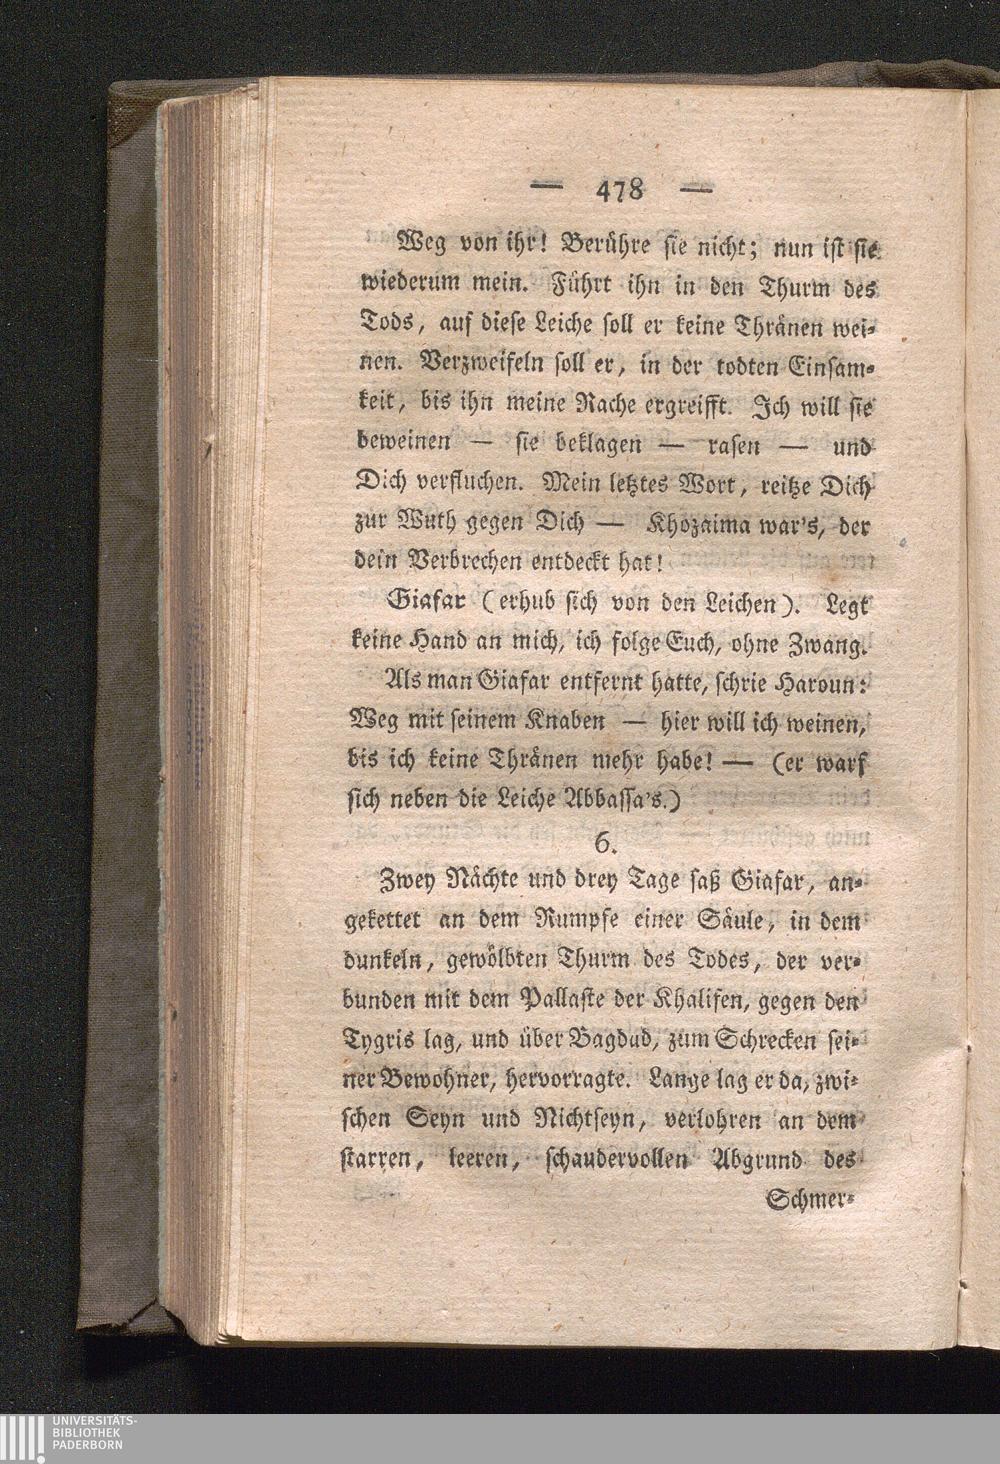 — 478 —
Weg von ihr! Berühre sie nicht; nun ist sie
wiederum mein. Führt ihn in den Thurm des
Tods, auf diese Leiche soll er keine Thränen wei-
nen. Verzweifeln soll er, in der todten Einsam-
keit, bis ihn meine Rache ergreifft. Ich will sie
beweinen — sie beklagen — rasen — und
Dich verfluchen. Mein letztes Wort, reitze Dich
zur Wuth gegen Dich — Khozaima war's, der
dein Verbrechen entdeckt hat!
Giafar (erhub sich von den Leichen). Legt
keine Hand an mich, ich folge Euch, ohne Zwang.
Als man Giafar entfernt hatte, schrie Haroun:
Weg mit seinem Knaben — hier will ich weinen,
bis ich keine Thränen mehr habe! — (er warf
sich neben die Leiche Abbassa's.)
6.
Zwey Nächte und drey Tage saß Giafar, an-
gekettet an dem Rumpfe einer Säule, in dem
dunkeln, gewölbten Thurm des Todes, der ver-
bunden mit dem Pallaste der Khalifen, gegen den
Tygris lag, und über Bagdad, zum Schrecken sei-
ner Bewohner, hervorragte. Lange lag er da, zwi-
schen Seyn und Nichtseyn, verlohren an dem
starren, leeren, schaudervollen Abgrund des
Schmer-
UNIVERSITÄTS-
BIBLIOTHEK
PADERBORN